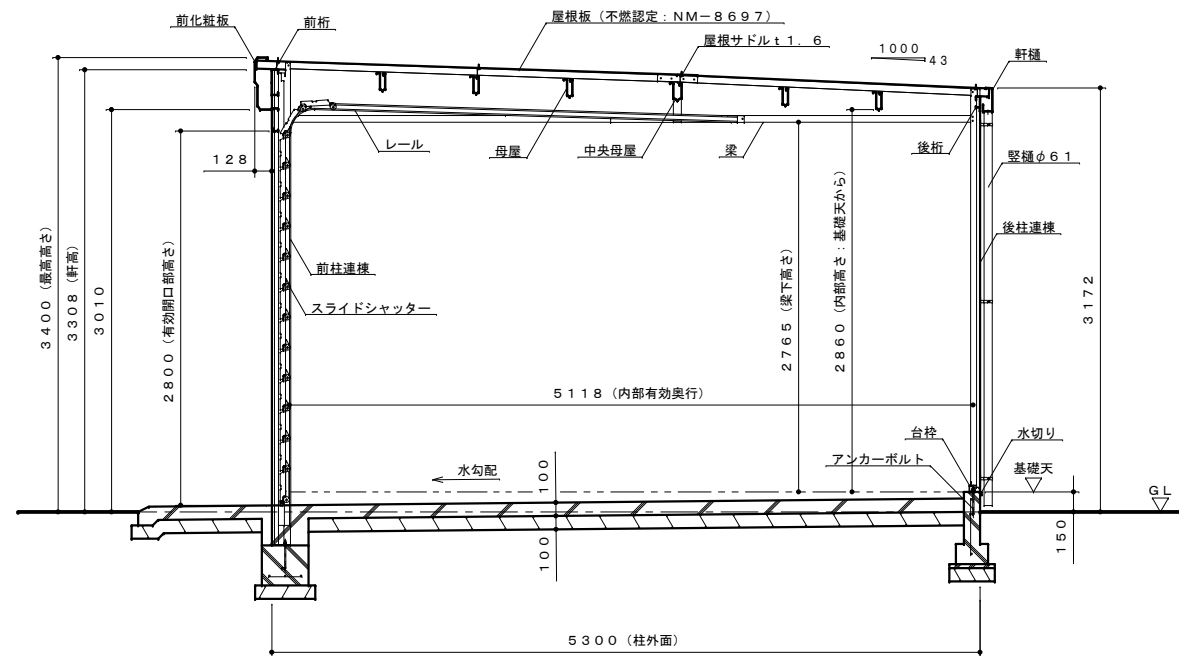 前化粧板
前桁
屋根板（不燃認定：ＮＭ－８６９７）
屋根サドルｔ１．６
１０００
４３
軒樋
レール
母屋
中央母屋
梁
後桁
竪樋φ６１
１２８
後柱連棟
前柱連棟
スライドシャッター
３４００（最高高さ）
３３０８（軒高）
３０１０
２８００（有効開口部高さ）
２７６５（梁下高さ）
２８６０（内部高さ：基礎天から）
３１７２
５１１８（内部有効奥行）
台枠
水切り
アンカーボルト
基礎天
水勾配
１００
ＧＬ
１００
１５０
５３００（柱外面）